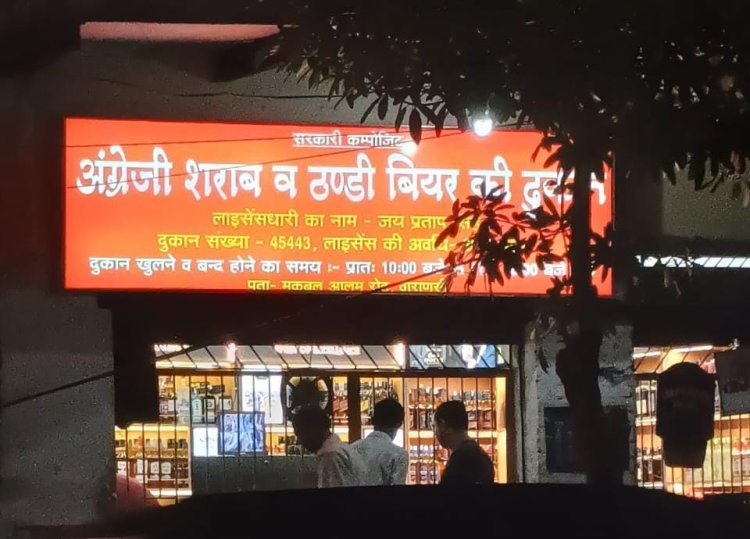 सरकारी कम्पोजिट
अंग्रेजी शराब व ठण्डी बियर की दुकान
लाइसेंसधारी का नाम - जय प्रताप
दुकान संख्या - 45443, लाइसेंस की अवधि-
दुकान खुलने व बन्द होने का समय :- प्रातः 10:00 बजे
पता- मकबूल आलम रोड, वाराणसी